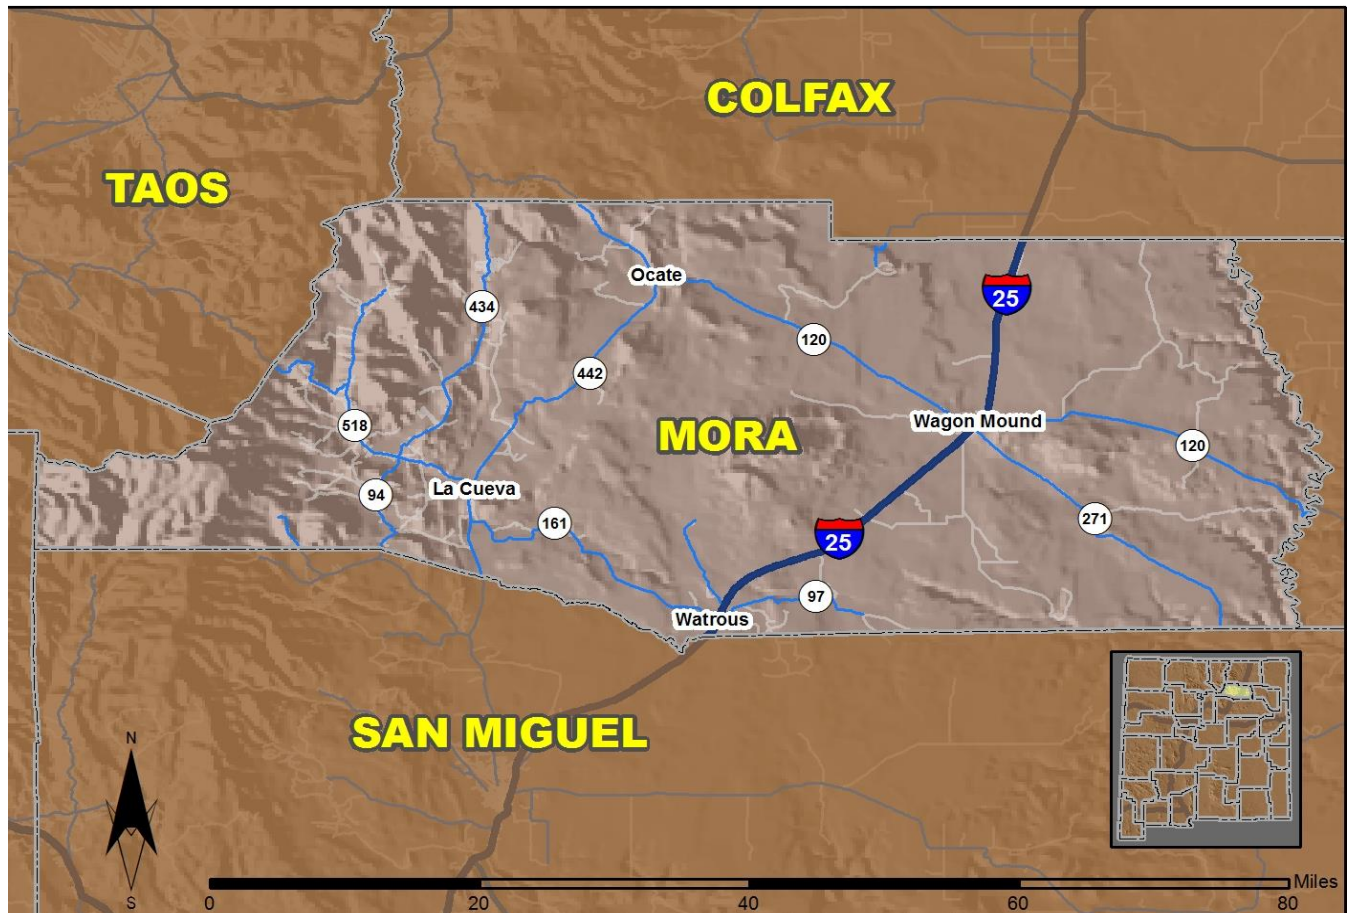 COLFAX
TAOS
Ocate
25
434
120
442
Wagon Mound
518
MORA
120
La Cueva
94
161
271
25
97
Watrous
SAN MIGUEL
N
S
0
20
40
60
80
Miles